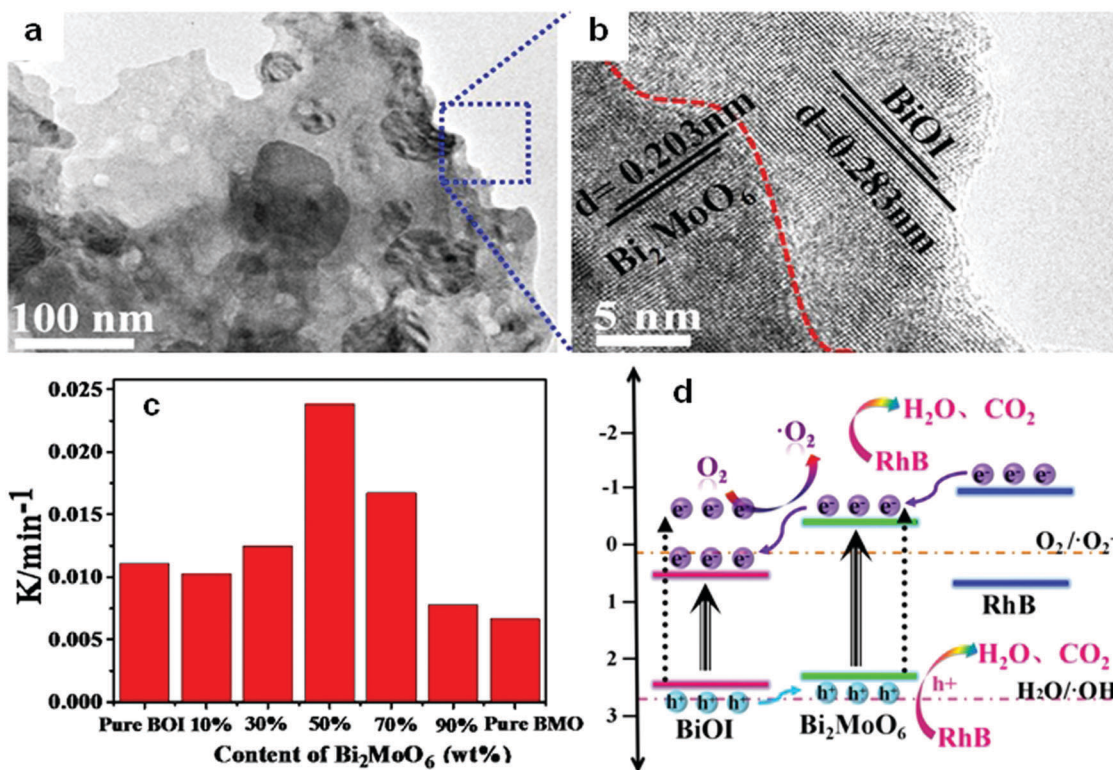 a
100 nm
b
d= 0.203nm
Bi₂MoO₆
BiOI
d=0.283nm
5 nm
c
K/min⁻¹
0.025
0.020
0.015
0.010
0.005
0.000
Pure BOI 10% 30% 50% 70% 90% Pure BMO
Content of Bi₂MoO₆ (wt%)
d
-2
-1
0
1
2
3
H₂O、CO₂
RhB
·O₂
O₂
e⁻ e⁻ e⁻
e⁻ e⁻ e⁻
e⁻ e⁻ e⁻
e⁻ e⁻ e⁻
O₂/·O₂⁻
RhB
H₂O、CO₂
h+
H₂O/·OH
RhB
h⁺ h⁺ h⁺
h⁺ h⁺ h⁺
BiOI
Bi₂MoO₆